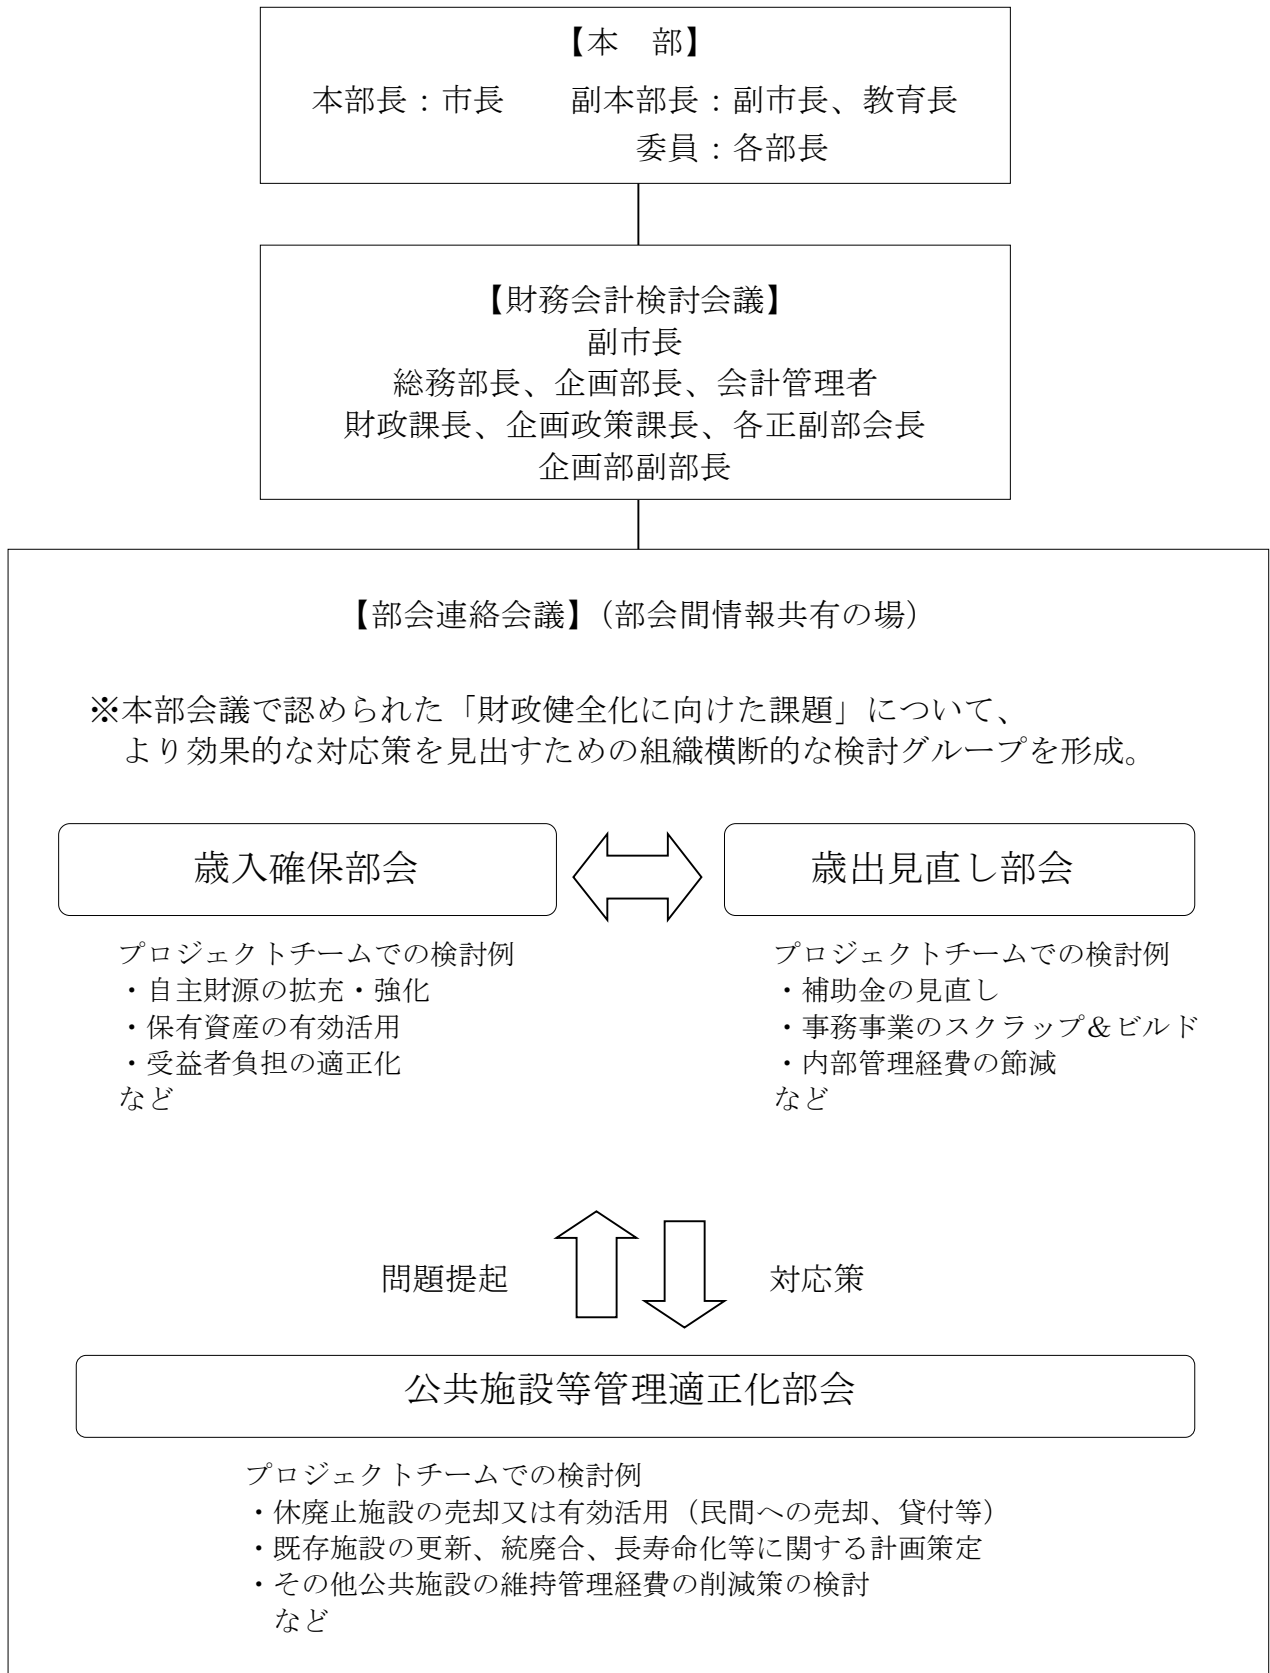 【本　部】
本部長：市長　　副本部長：副市長、教育長
委員：各部長
【財務会計検討会議】
副市長
総務部長、企画部長、会計管理者
財政課長、企画政策課長、各正副部会長
企画部副部長
【部会連絡会議】（部会間情報共有の場）
※本部会議で認められた「財政健全化に向けた課題」について、
より効果的な対応策を見出すための組織横断的な検討グループを形成。
歳入確保部会
プロジェクトチームでの検討例
・自主財源の拡充・強化
・保有資産の有効活用
・受益者負担の適正化
など
歳出見直し部会
プロジェクトチームでの検討例
・補助金の見直し
・事務事業のスクラップ＆ビルド
・内部管理経費の節減
など
問題提起
対応策
公共施設等管理適正化部会
プロジェクトチームでの検討例
・休廃止施設の売却又は有効活用（民間への売却、貸付等）
・既存施設の更新、統廃合、長寿命化等に関する計画策定
・その他公共施設の維持管理経費の削減策の検討
など